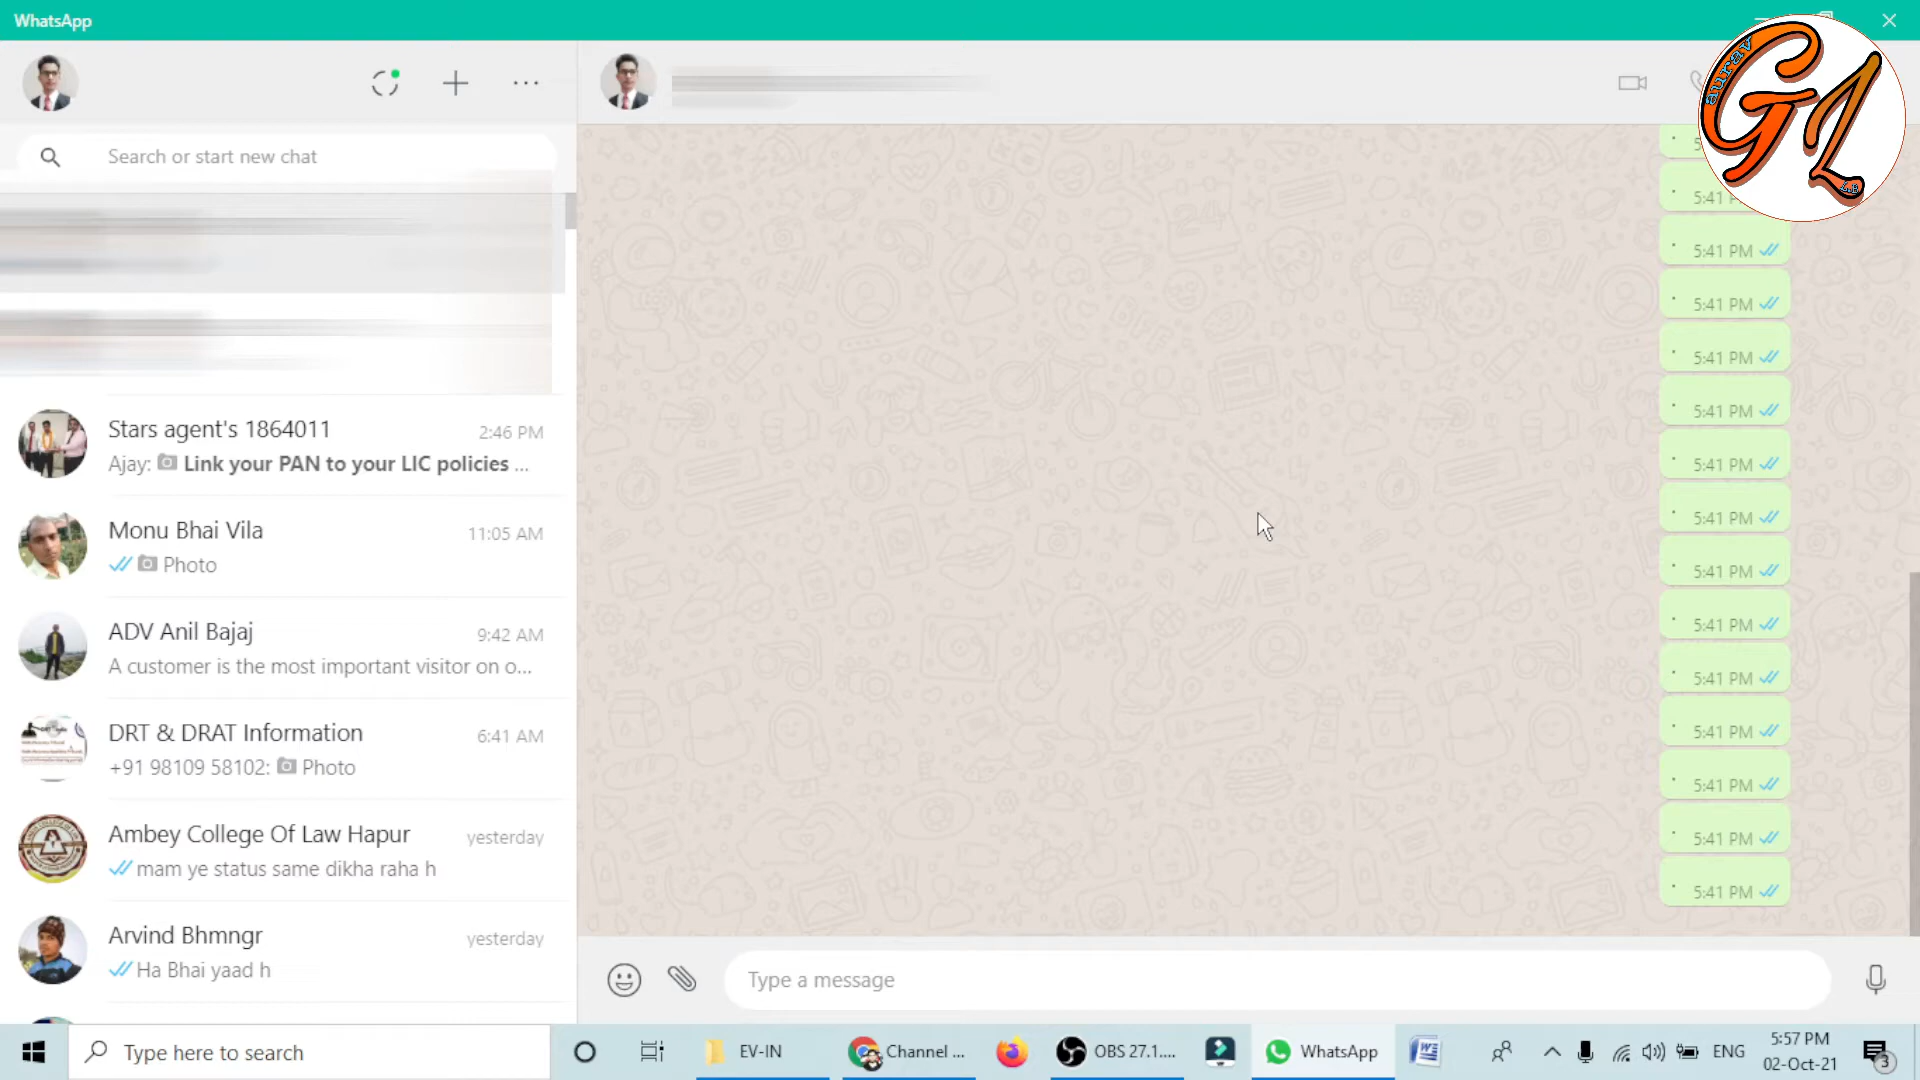 WhatsApp
aurav
G L
L.B
Search or start new chat
Stars agent's 1864011 2:46 PM
Ajay: Link your PAN to your LIC policies ...
Monu Bhai Vila 11:05 AM
Photo
ADV Anil Bajaj 9:42 AM
A customer is the most important visitor on o...
DRT & DRAT Information 6:41 AM
+91 98109 58102: Photo
Ambey College Of Law Hapur yesterday
mam ye status same dikha raha h
Arvind Bhmngr yesterday
Ha Bhai yaad h
. 5:41 P
. 5:41 PM
. 5:41 PM
. 5:41 PM
. 5:41 PM
. 5:41 PM
. 5:41 PM
. 5:41 PM
. 5:41 PM
. 5:41 PM
. 5:41 PM
. 5:41 PM
. 5:41 PM
. 5:41 PM
Type a message
Type here to search
EV-IN
Channel ...
OBS 27.1....
WhatsApp
ENG
5:57 PM
02-Oct-21
3